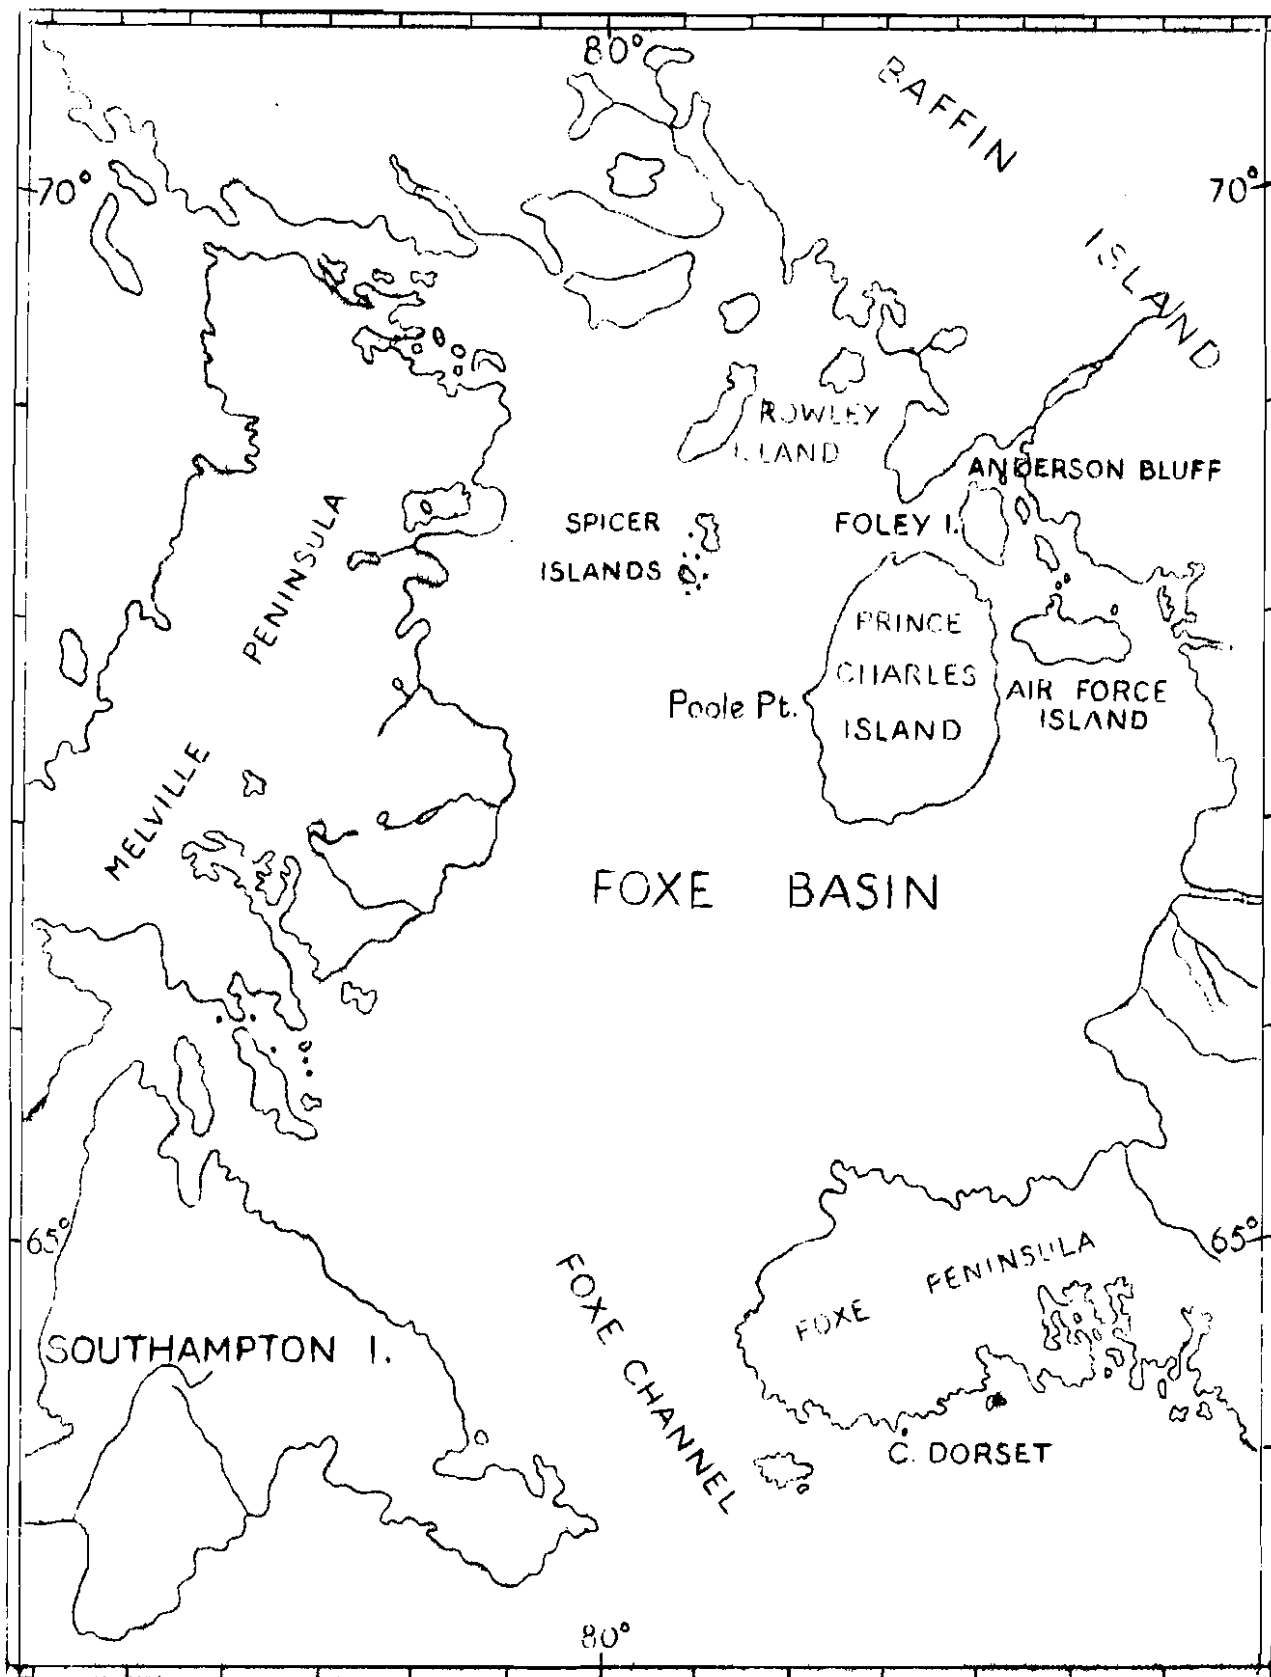 80°
BAFFIN
ISLAND
70°
70°
ROWLEY
ISLAND
ANDERSON BLUFF
SPICER
ISLANDS
FOLEY I.
PENINSULA
MELVILLE
PRINCE
CHARLES
ISLAND
Poole Pt.
AIR FORCE
ISLAND
FOXE BASIN
65°
65°
FOXE PENINSULA
FOXE CHANNEL
SOUTHAMPTON I.
C. DORSET
80°